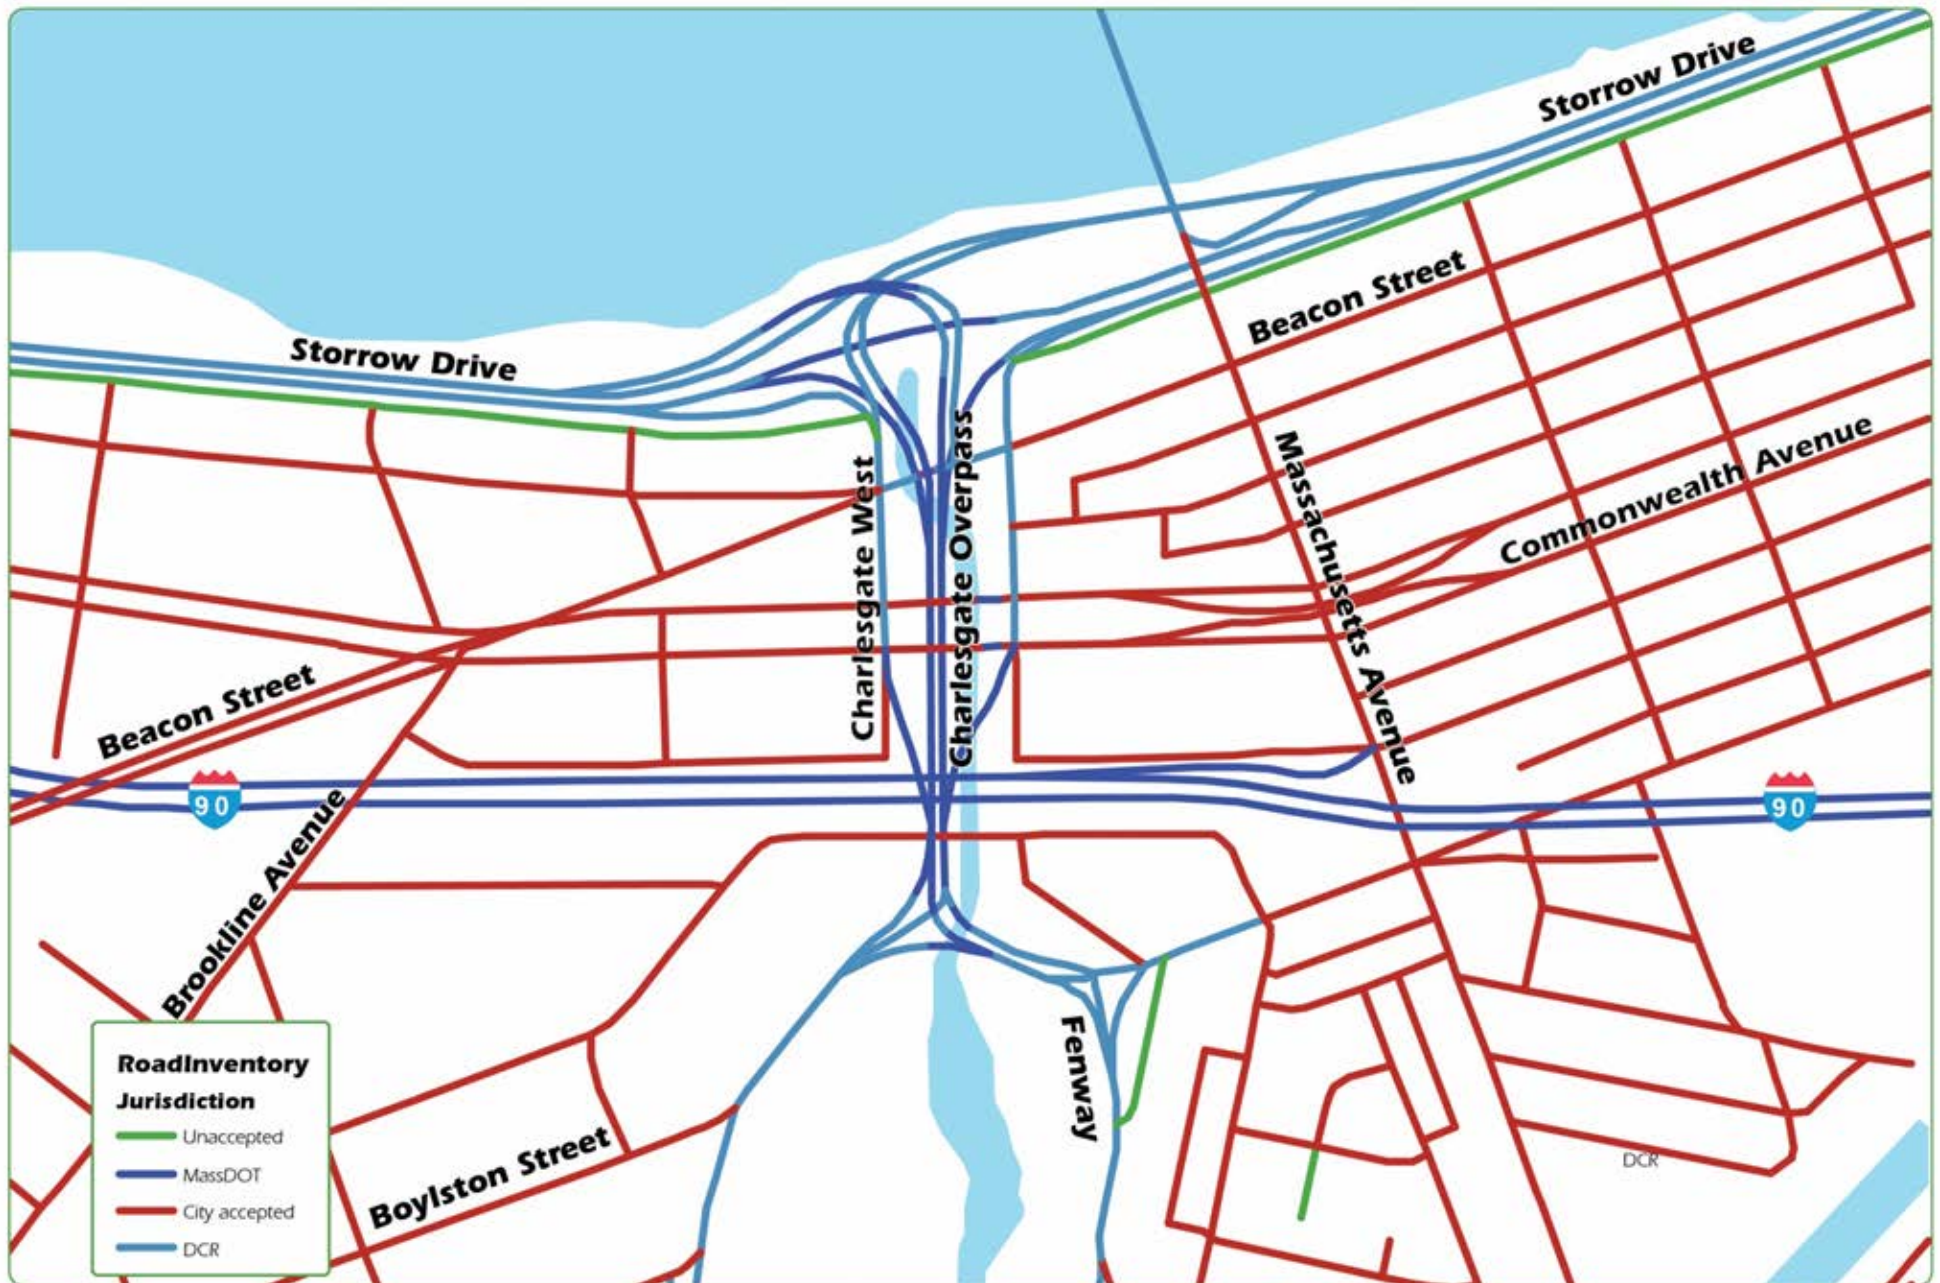 Storrow Drive
Storrow Drive
Beacon Street
Massachusetts Avenue
Commonwealth Avenue
Charlesgate West
Charlesgate Overpass
Beacon Street
90
90
Brookline Avenue
Fenway
Boylston Street
DCR
RoadInventory
Jurisdiction
Unaccepted
MassDOT
City accepted
DCR